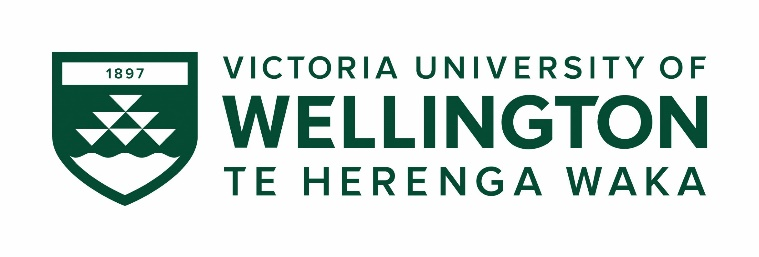 1897
VICTORIA UNIVERSITY OF
WELLINGTON
TE HERENGA WAKA